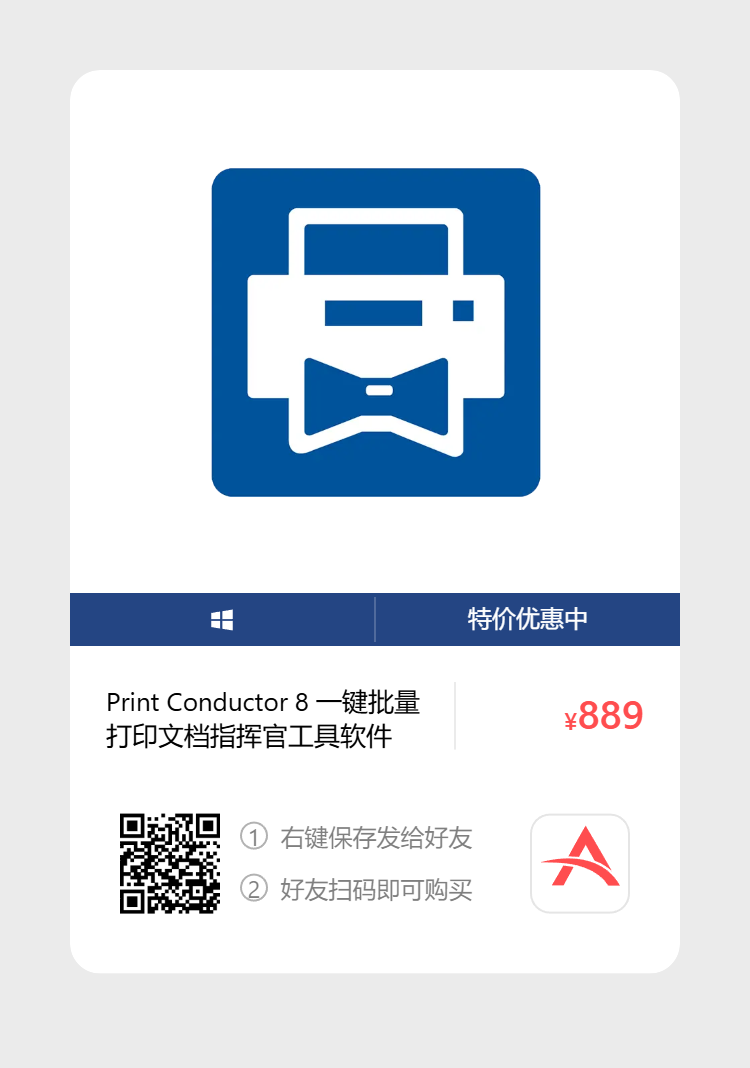 特价优惠中
Print Conductor 8 一键批量
打印文档指挥官工具软件
¥889
① 右键保存发给好友
② 好友扫码即可购买